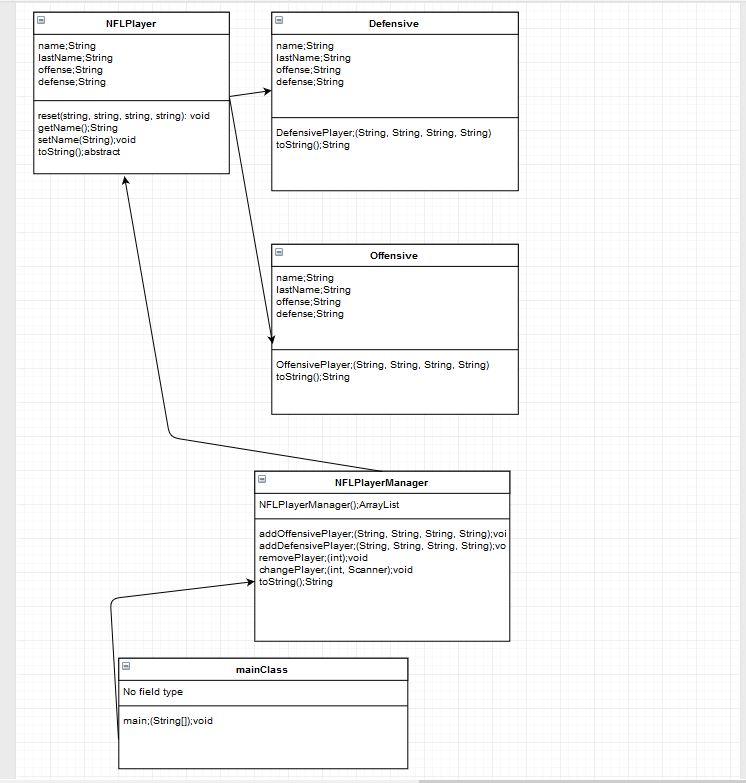 NFLPlayer
name;String
lastName;String
offense;String
defense;String
reset(string, string, string, string): void
getName();String
setName(String);void
toString();abstract
Defensive
name;String
lastName;String
offense;String
defense;String
DefensivePlayer;(String, String, String, String)
toString();String
Offensive
name;String
lastName;String
offense;String
defense;String
OffensivePlayer;(String, String, String, String)
toString();String
NFLPlayerManager
NFLPlayerManager();ArrayList
addOffensivePlayer;(String, String, String, String);voi
addDefensivePlayer;(String, String, String, String);vo
removePlayer;(int);void
changePlayer;(int, Scanner);void
toString();String
mainClass
No field type
main;(String[]);void